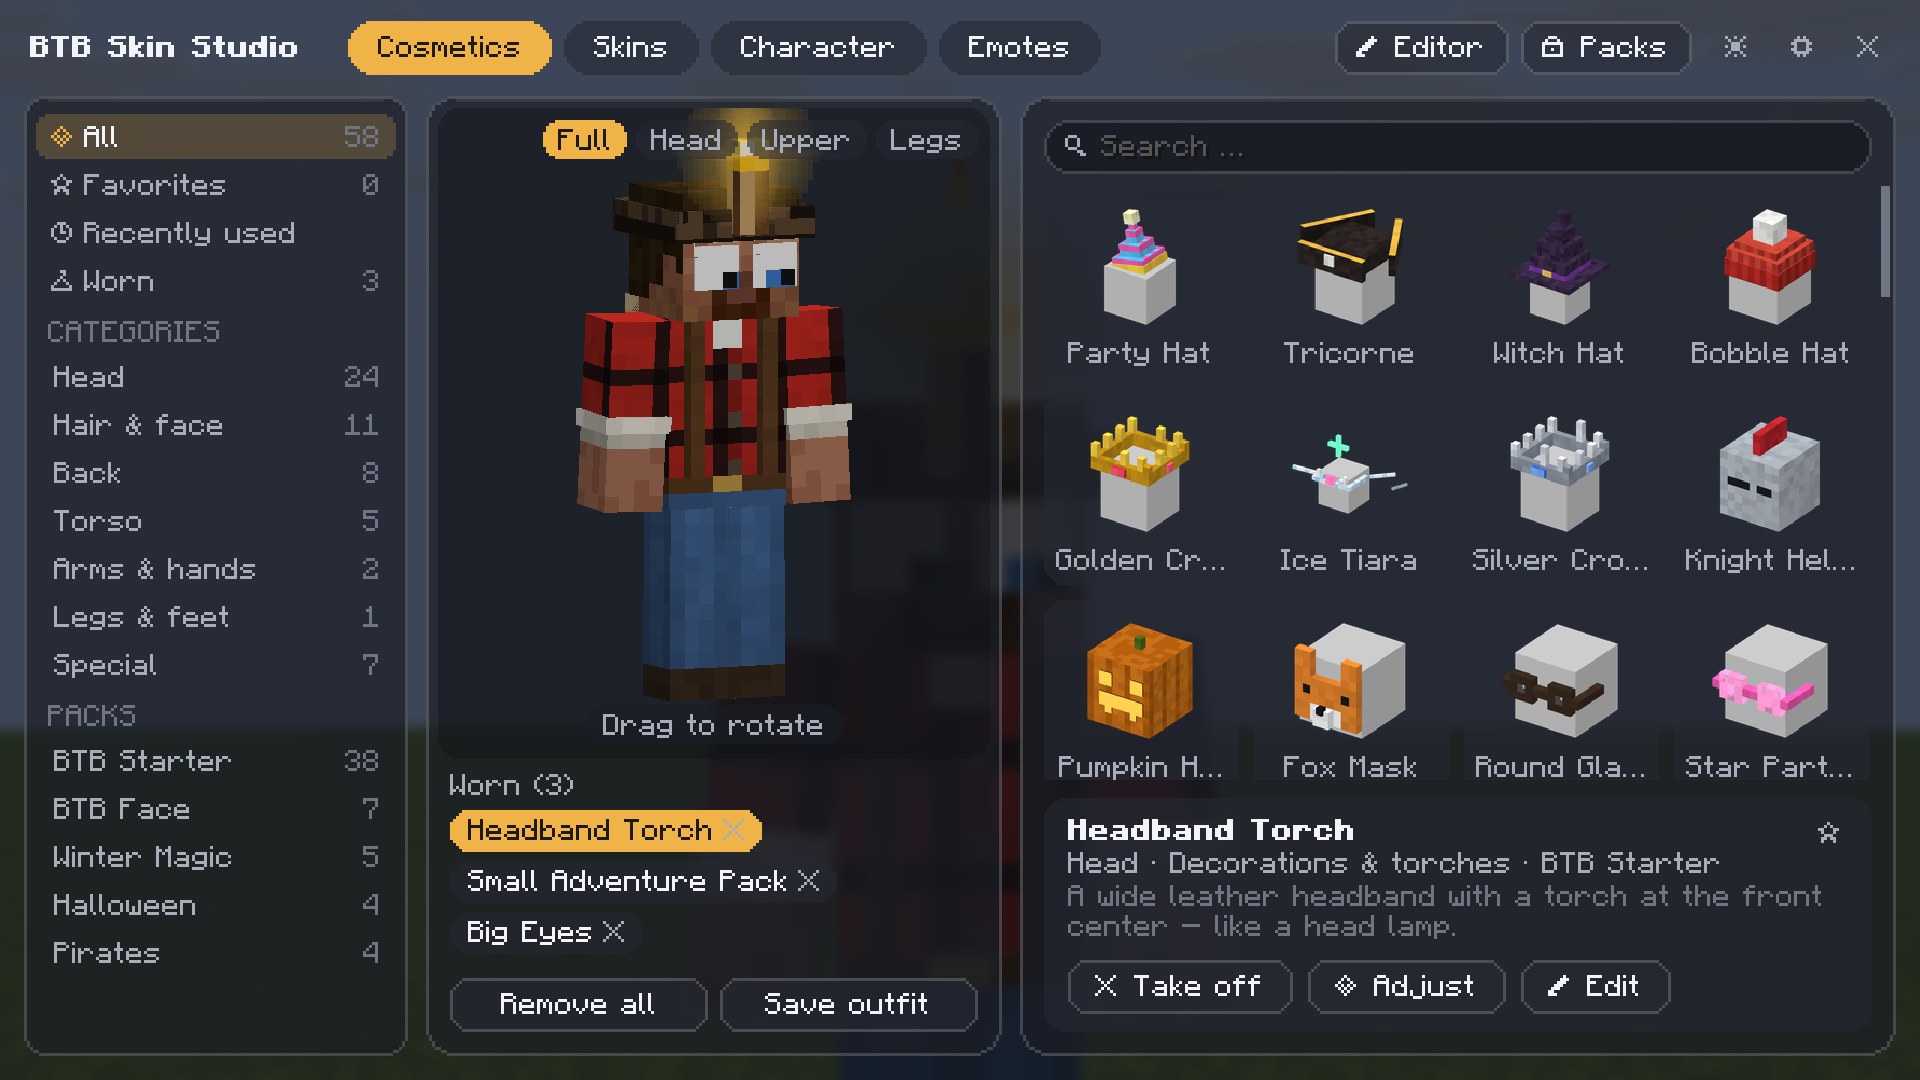 BTB Skin Studio
Cosmetics
Skins
Character
Emotes
Editor
Packs
All 58
Favorites 0
Recently used
Worn 3
CATEGORIES
Head 24
Hair & face 11
Back 8
Torso 5
Arms & hands 2
Legs & feet 1
Special 7
PACKS
BTB Starter 38
BTB Face 7
Winter Magic 5
Halloween 4
Pirates 4
Full
Head
Upper
Legs
Drag to rotate
Worn (3)
Headband Torch
Small Adventure Pack
Big Eyes
Remove all
Save outfit
Search ...
Party Hat
Tricorne
Witch Hat
Bobble Hat
Golden Cr...
Ice Tiara
Silver Cro...
Knight Hel...
Pumpkin H...
Fox Mask
Round Gla...
Star Part...
Headband Torch
Head · Decorations & torches · BTB Starter
A wide leather headband with a torch at the front
center – like a head lamp.
Take off
Adjust
Edit